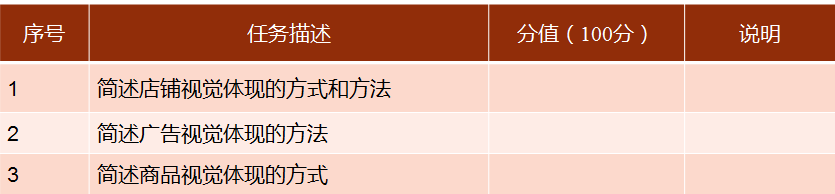 序号 任务描述 分值（100分） 说明
1 简述店铺视觉体现的方式和方法
2 简述广告视觉体现的方法
3 简述商品视觉体现的方式